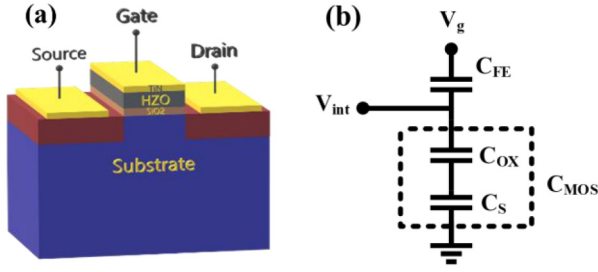 (a)
Gate
Source
Drain
TiN
HZO
SiO2
Substrate
(b)
Vg
CFE
Vint
COX
CMOS
CS